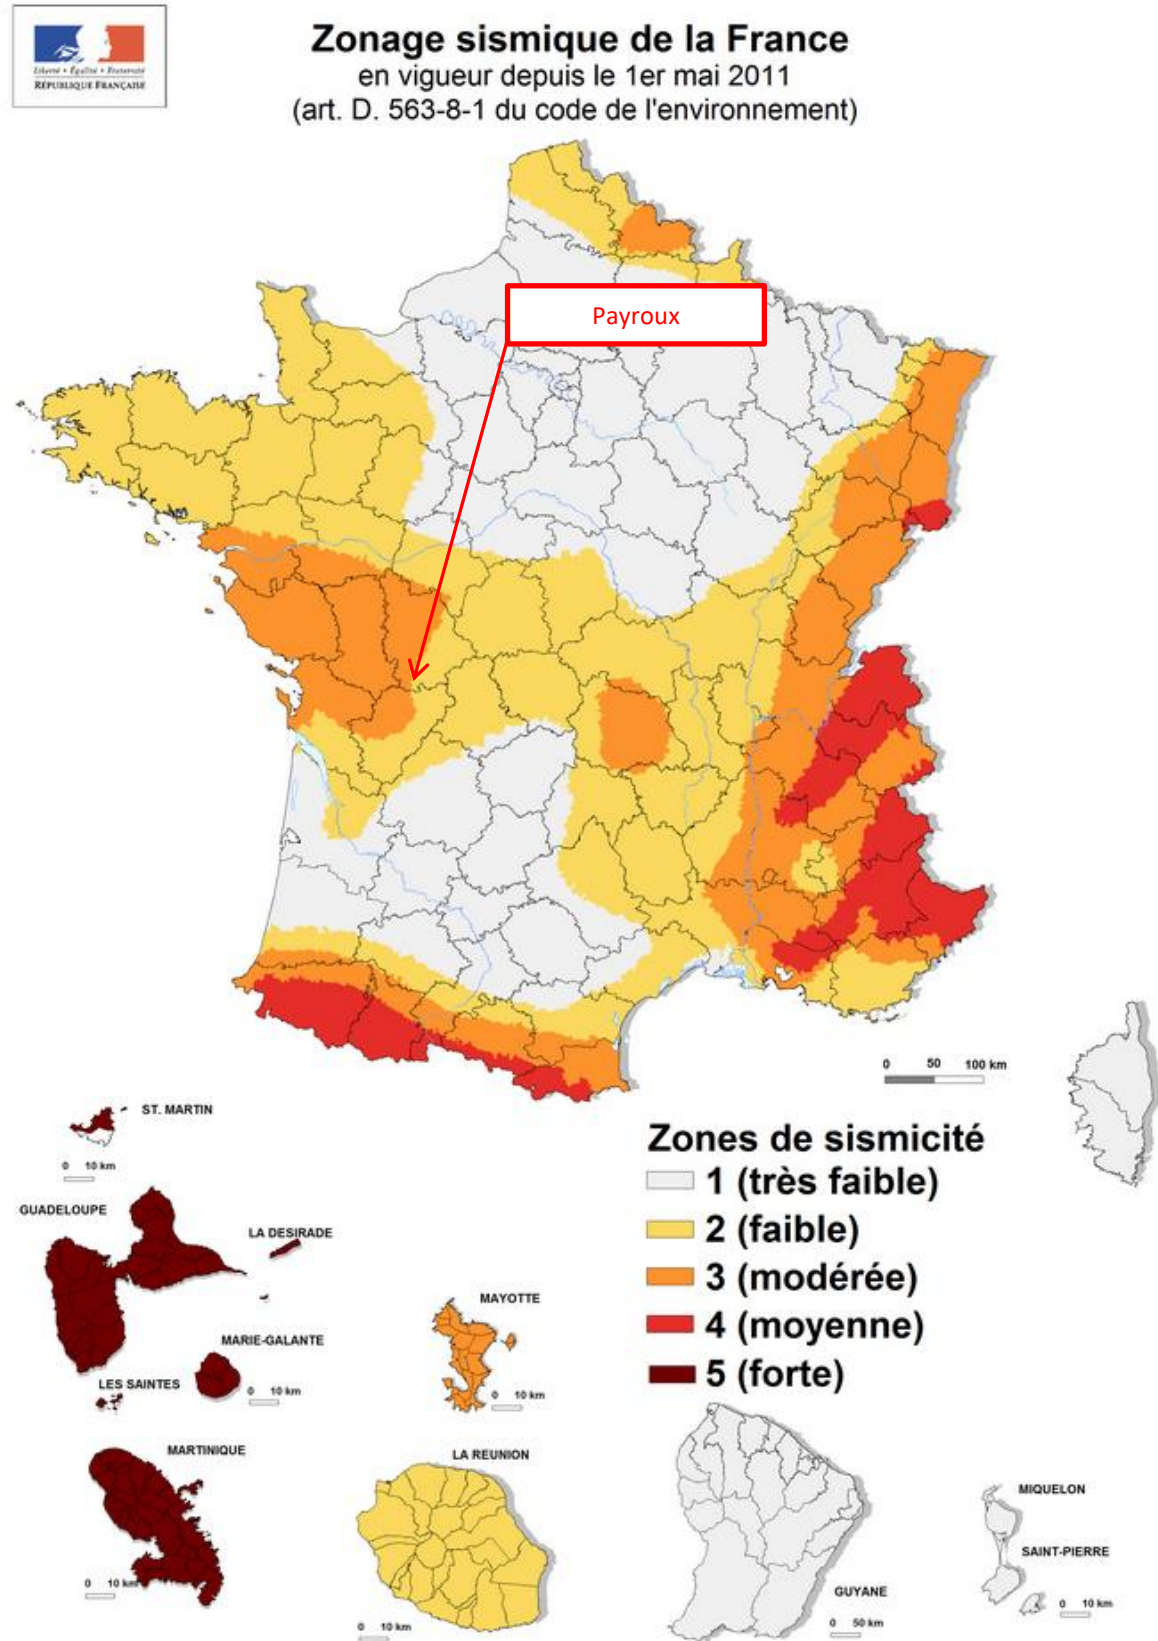 Liberté • Égalité • Fraternité
RÉPUBLIQUE FRANÇAISE
Zonage sismique de la France
en vigueur depuis le 1er mai 2011
(art. D. 563-8-1 du code de l'environnement)
Payroux
0 50 100 km
ST. MARTIN
0 10 km
GUADELOUPE
LA DESIRADE
MARIE-GALANTE
LES SAINTES
0 10 km
MAYOTTE
0 10 km
Zones de sismicité
1 (très faible)
2 (faible)
3 (modérée)
4 (moyenne)
5 (forte)
MARTINIQUE
0 10 km
LA REUNION
0 10 km
GUYANE
0 50 km
MIQUELON
SAINT-PIERRE
0 10 km